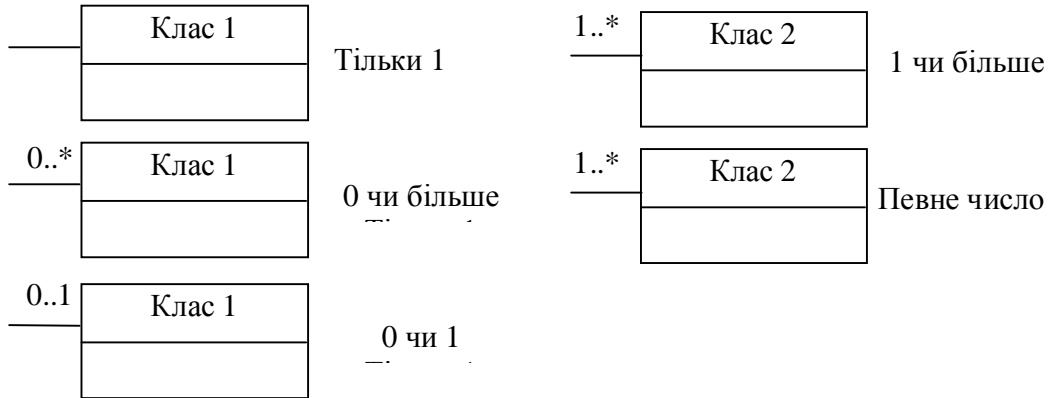 Клас 1
Тільки 1
1..*
Клас 2
1 чи більше
0..*
Клас 1
0 чи більше
1..*
Клас 2
Певне число
0..1
Клас 1
0 чи 1